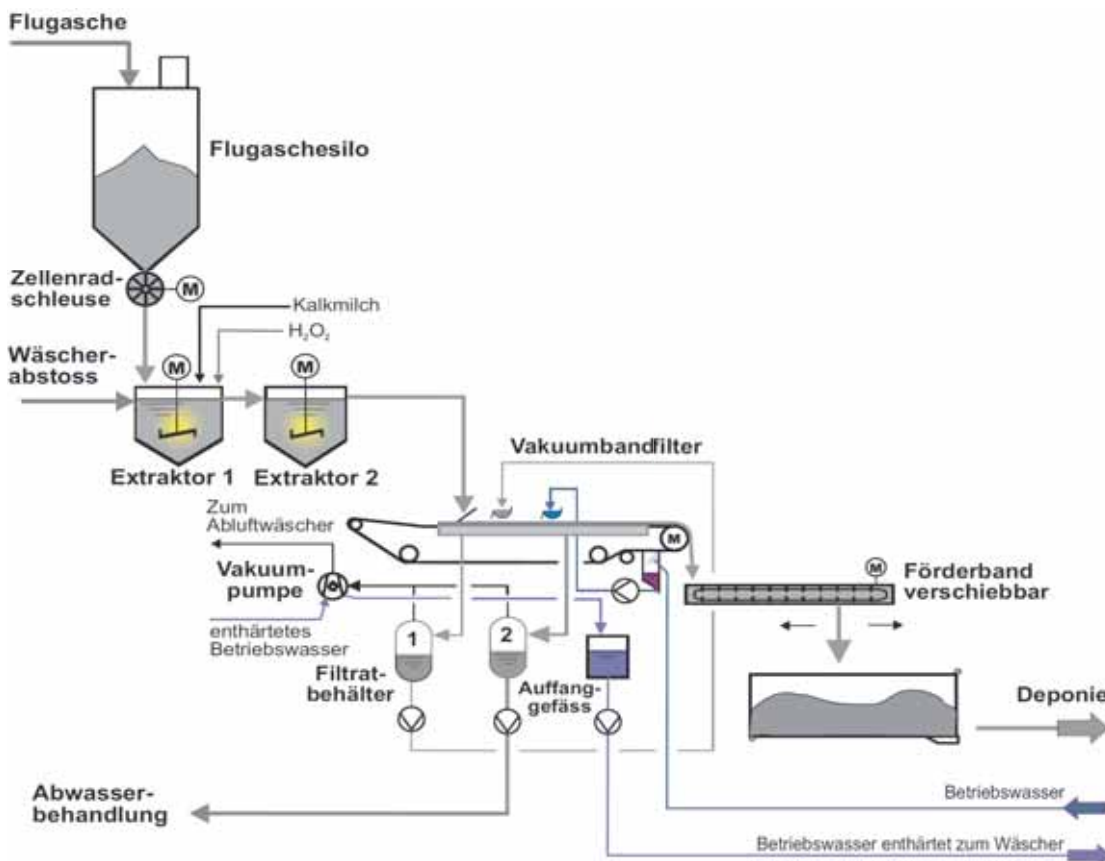 Flugasche
Flugaschesilo
Zellenrad-
schleuse
M
Kalkmilch
H₂O₂
Wäscher-
abstoss
M
M
Extraktor 1
Extraktor 2
Vakuumbandfilter
Zum
Abluftwäscher
M
Vakuum-
pumpe
M
Förderband
verschiebbar
enthärtetes
Betriebswasser
1
2
Filtrat-
behälter
Auffang-
gefäss
Deponie
Abwasser-
behandlung
Betriebswasser
Betriebswasser enthärtet zum Wäscher